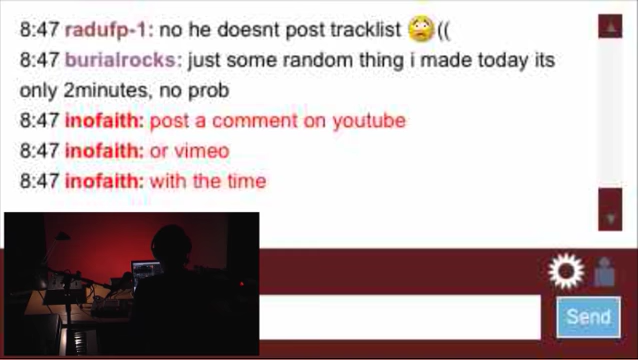 8:47 radufp-1: no he doesnt post tracklist ((
8:47 burialrocks: just some random thing i made today its
only 2minutes, no prob
8:47 inofaith: post a comment on youtube
8:47 inofaith: or vimeo
8:47 inofaith: with the time
Send